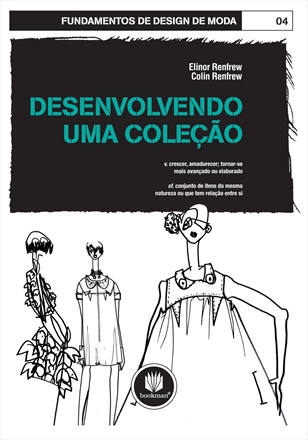 FUNDAMENTOS DE DESIGN DE MODA 04
Elinor Renfrew
Colin Renfrew
DESENVOLVENDO
UMA COLEÇÃO
v. crescer, amadurecer; tornar-se
mais avançado ou elaborado
sf. conjunto de itens da mesma
natureza ou que tem relação entre si
bookman®